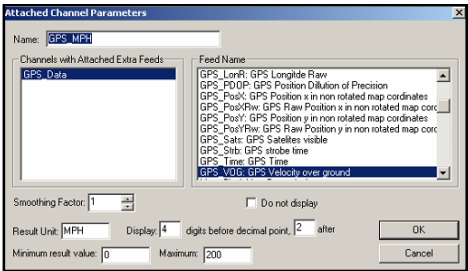 Attached Channel Parameters
Name: GPS_MPH
Channels with Attached Extra Feeds
GPS_Data
Feed Name
GPS_LonR: GPS Longitde Raw
GPS_PDOP: GPS Position Dillution of Precision
GPS_PosX: GPS Position x in non rotated map cordinates
GPS_PosXRw: GPS Raw Position x in non rotated map corc
GPS_PosY: GPS Position y in non rotated map cordinates
GPS_PosYRw: GPS Raw Position y in non rotated map corc
GPS_Sats: GPS Satelites visible
GPS_Strb: GPS strobe time
GPS_Time: GPS Time
GPS_VOG: GPS Velocity over ground
Smoothing Factor: 1
Do not display
Result Unit: MPH Display: 4 digits before decimal point, 2 after
OK
Minimum result value: 0 Maximum: 200
Cancel